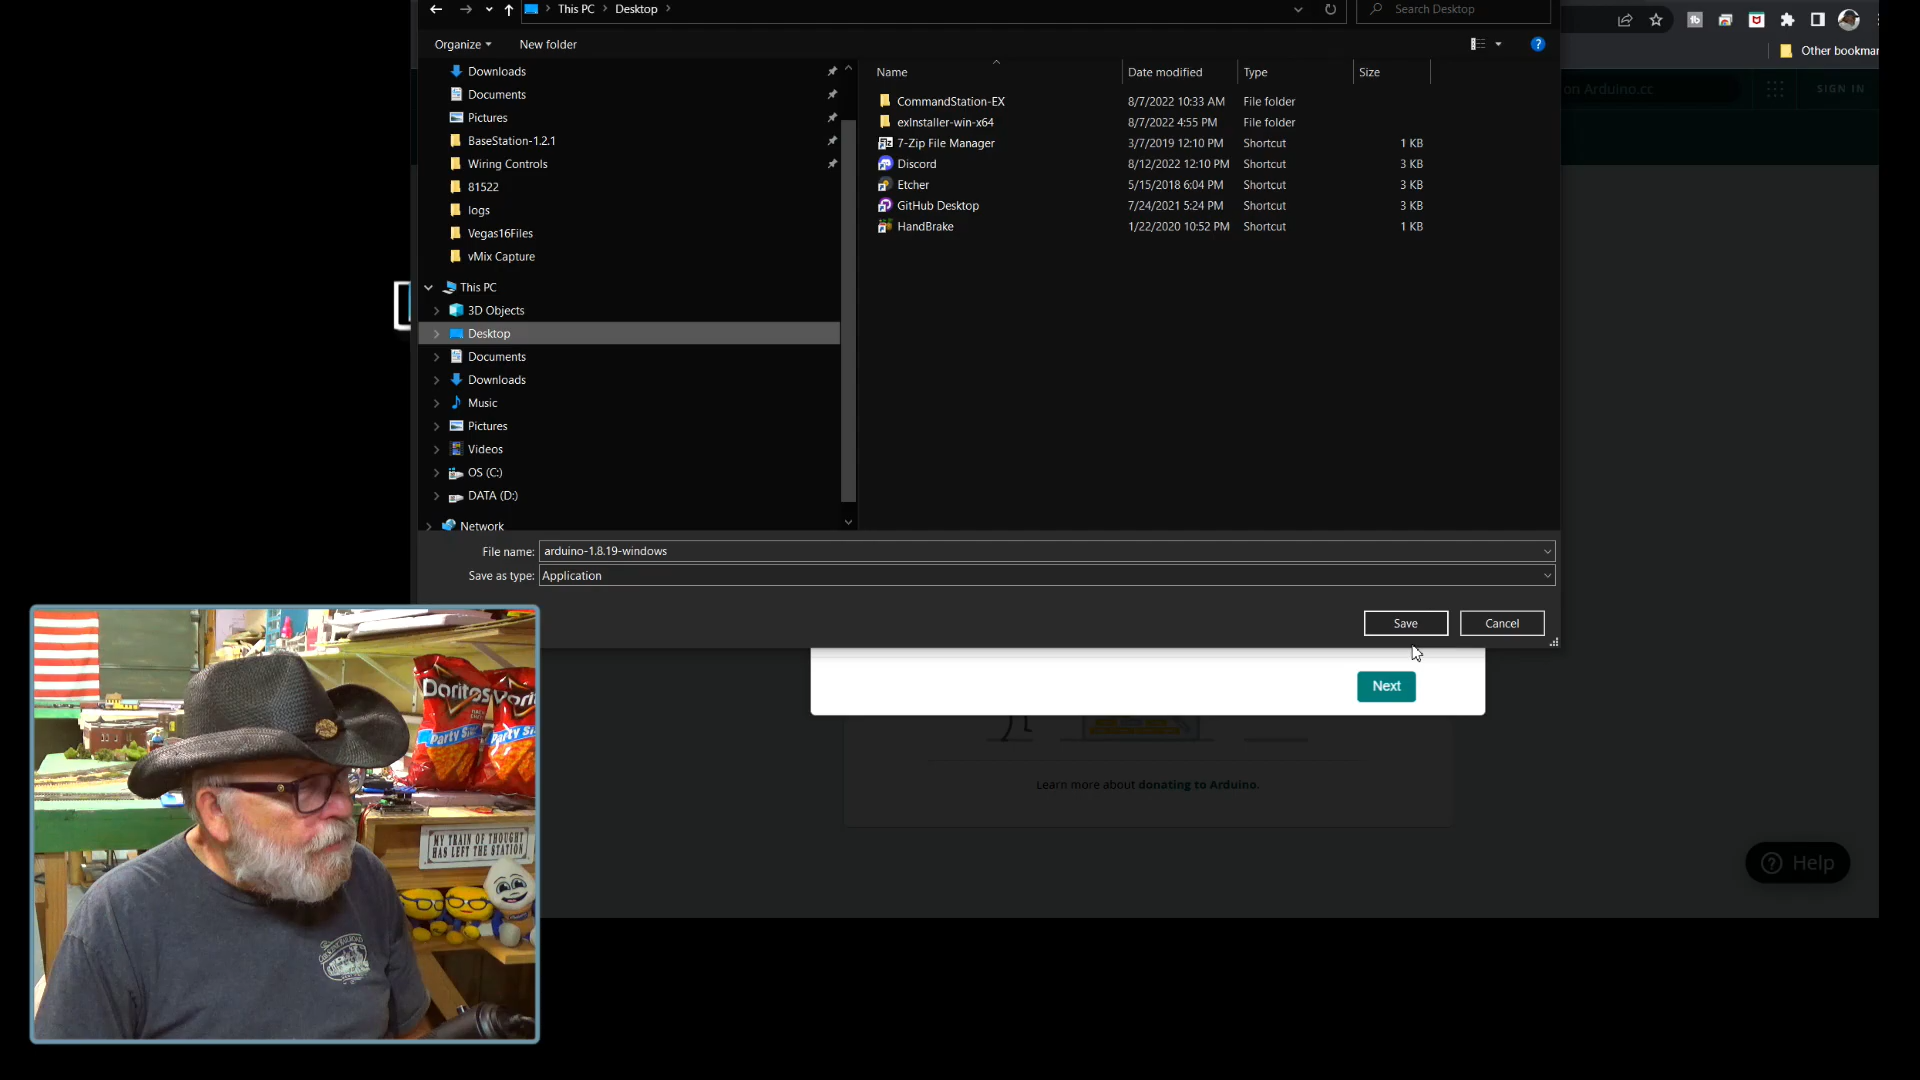 This PC > Desktop >
Search Desktop
Organize
New folder
Other bookmar
Downloads
Documents
Pictures
BaseStation-1.2.1
Wiring Controls
81522
logs
Vegas16Files
vMix Capture
This PC
3D Objects
Desktop
Documents
Downloads
Music
Pictures
Videos
OS (C:)
DATA (D:)
Network
Name Date modified Type Size
CommandStation-EX 8/7/2022 10:33 AM File folder
exInstaller-win-x64 8/7/2022 4:55 PM File folder
7-Zip File Manager 3/7/2019 12:10 PM Shortcut 1 KB
Discord 8/12/2022 12:10 PM Shortcut 3 KB
Etcher 5/15/2018 6:04 PM Shortcut 3 KB
GitHub Desktop 7/24/2021 5:24 PM Shortcut 3 KB
HandBrake 1/22/2020 10:52 PM Shortcut 1 KB
on Arduino.cc
SIGN IN
File name: arduino-1.8.19-windows
Save as type: Application
Save
Cancel
Next
Learn more about donating to Arduino.
Help
Doritos
Party Si
Party Si
MY TRAIN OF THOUGHT
HAS LEFT THE STATION